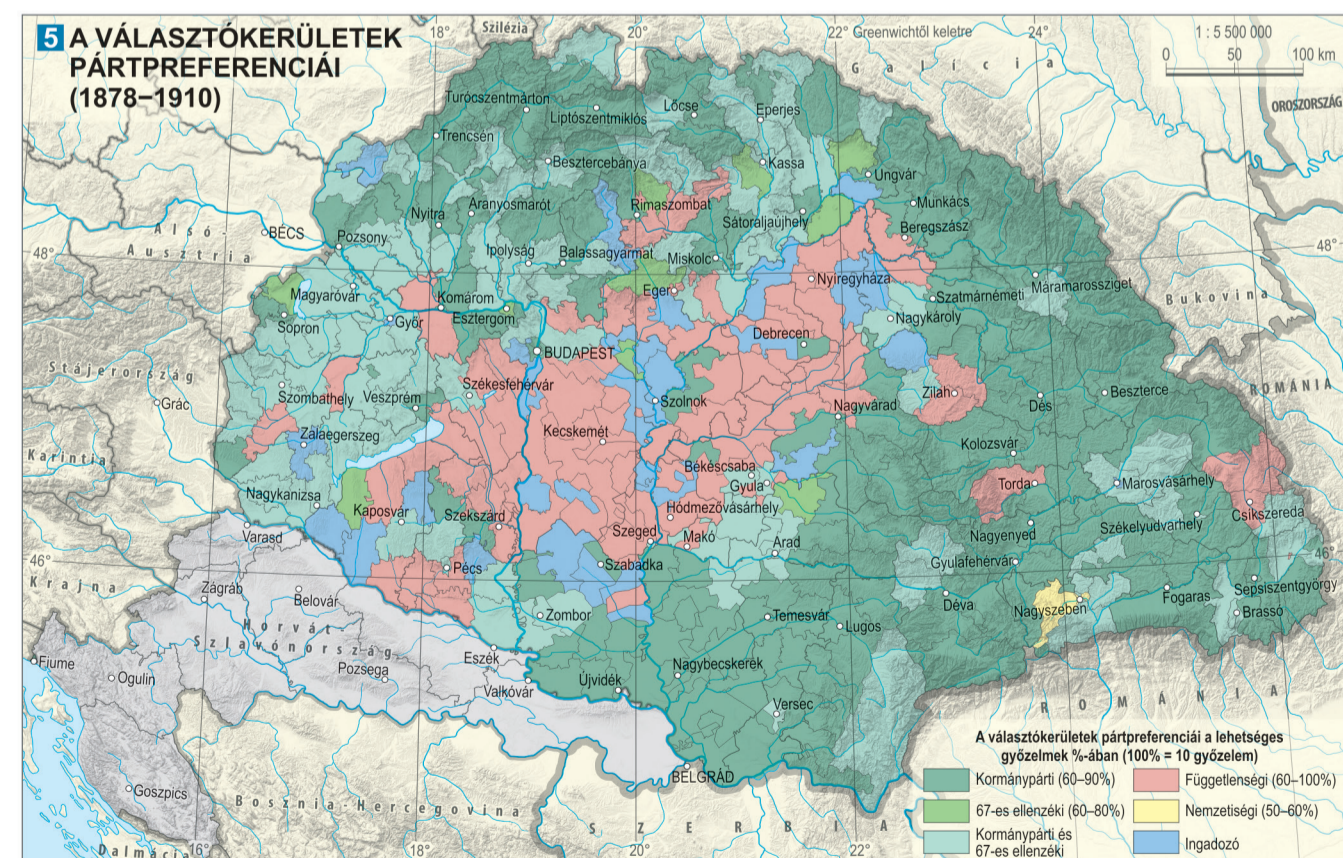 5 A VÁLASZTÓKERÜLETEK
PÁRTPREFERENCIÁI
(1878–1910)
Szilézia
20°
22°
Greenwichtől keletre
24°
1 : 5 500 000
0 50 100 km
Galícia
OROSZORSZÁG
Turócszentmárton
Liptószentmiklós
Lőcse
Eperjes
Trencsén
Besztercebánya
Kassa
Ungvár
Munkács
Rimaszombat
Aranyosmarót
Nyitra
Sátoraljaújhely
Beregszász
BÉCS
Alsó-
Ausztria
Pozsony
Ipolyság
Balassagyarmat
Miskolc
48°
48°
Nyíregyháza
Magyaróvár
Komárom
Eger
Szatmárnémeti
Máramarossziget
Bukovina
Sopron
Győr
Esztergom
Nagykároly
Debrecen
BUDAPEST
Stájerország
Székesfehérvár
ROMÁNIA
Grác
Szombathely
Veszprém
Szolnok
Zilah
Dés
Beszterce
Nagyvárad
Zalaegerszeg
Kecskemét
Kolozsvár
Karintia
Békéscsaba
Gyula
Torda
Marosvásárhely
Nagykanizsa
Kaposvár
Szekszárd
Hódmezővásárhely
Székelyudvarhely
Csíkszereda
Varasd
Szeged
Makó
Arad
Nagyenyed
46°
46°
Pécs
Szabadka
Gyulafehérvár
Krajna
Zágráb
Belovár
Sepsiszentgyörgy
Déva
Nagyszeben
Fogaras
Brassó
Horvát-
Szlavónország
Zombor
Temesvár
Lugos
Fiume
Ogulin
Pozsega
Eszék
Valkóvár
Újvidék
Nagybecskerek
Versec
ROMÁNIA
BELGRÁD
Goszpics
Bosznia-Hercegovina
SZERBIA
Dalmácia
16°
18°
20°
22°
A választókerületek pártpreferenciái a lehetséges
győzelmek %-ában (100% = 10 győzelem)
Kormánypárti (60–90%)
Függetlenségi (60–100%)
67-es ellenzéki (60–80%)
Nemzetiségi (50–60%)
Kormánypárti és
67-es ellenzéki
Ingadozó